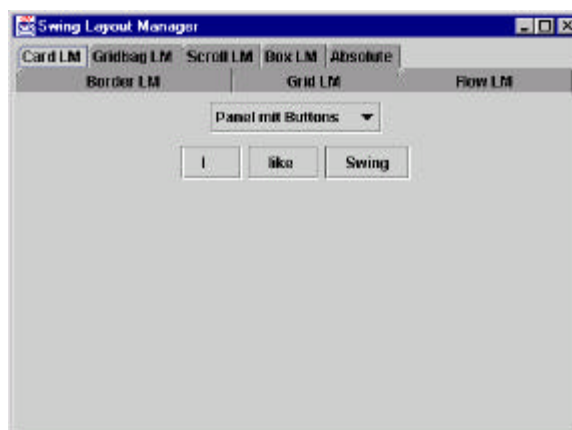 Swing Layout Manager
Card LM Gridbag LM Scroll LM Box LM Absolute
Border LM Grid LM Flow LM
Panel mit Buttons
I like Swing